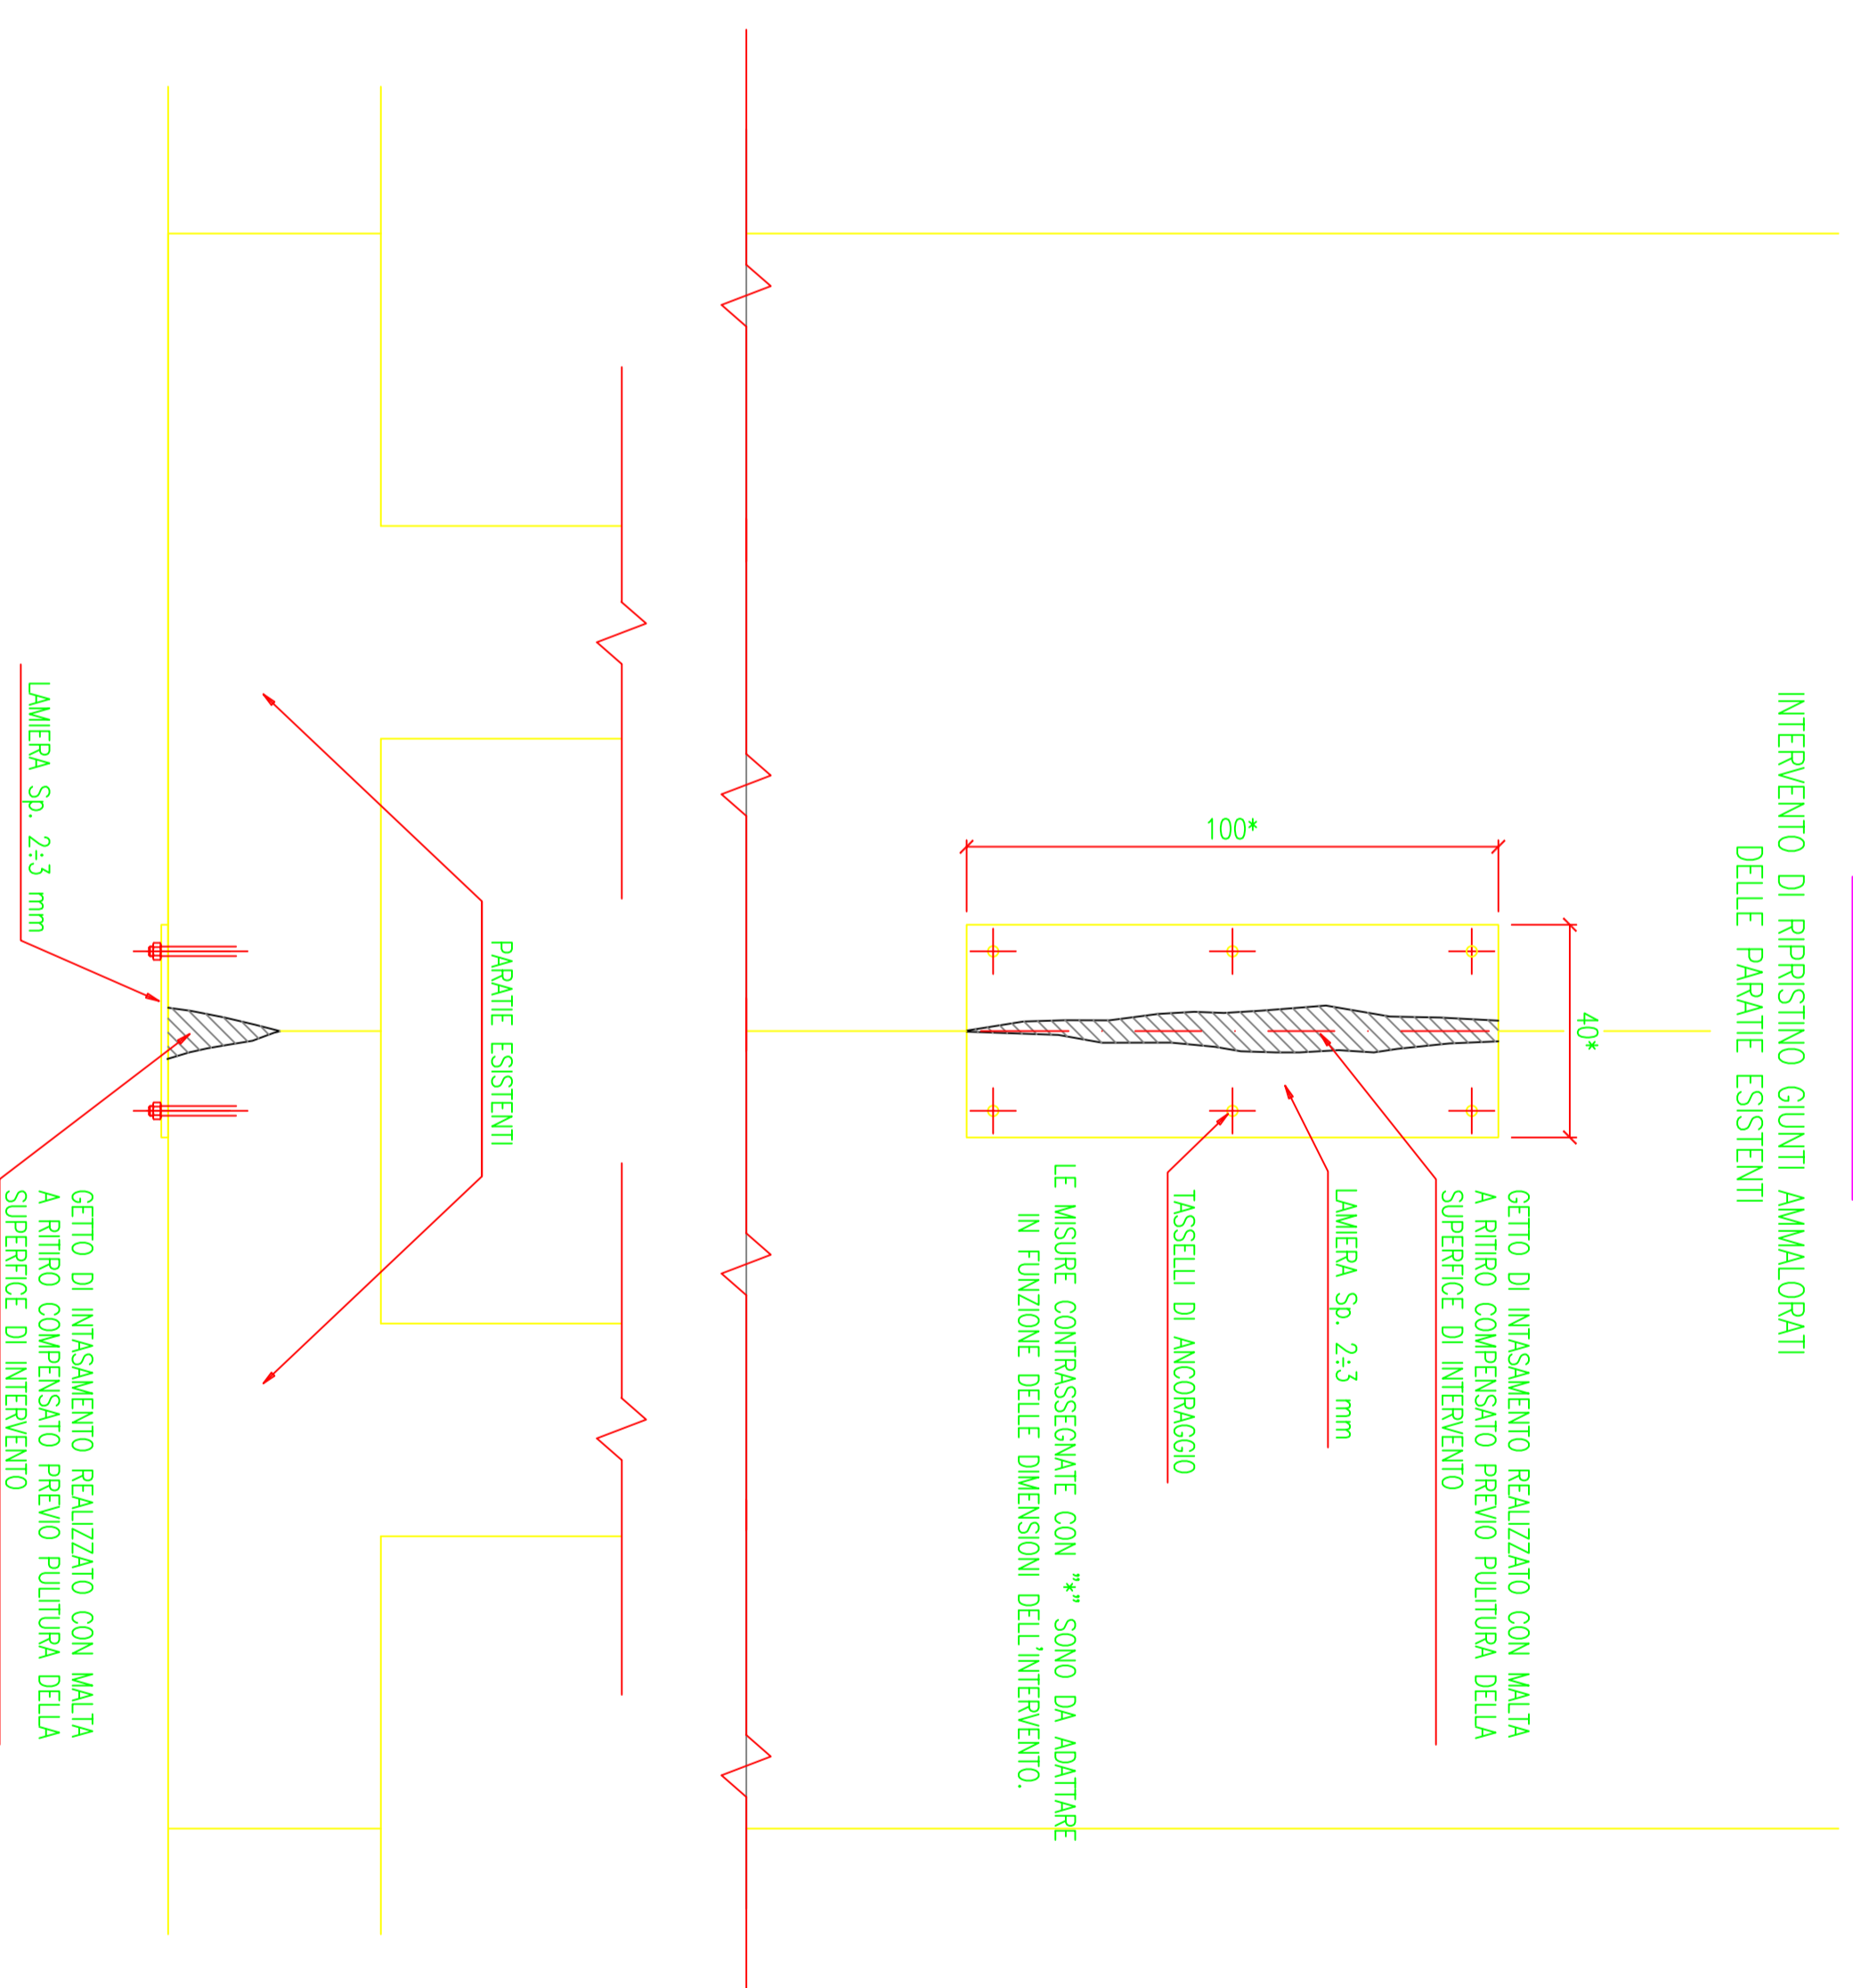 INTERVENTO DI RIPRISTINO GIUNTI AMMALORATI
DELLE PARATIE ESISTENTI
40*
100*
GETTO DI INTASAMENTO REALIZZATO CON MALTA
A RITIRO COMPENSATO PREVIO PULITURA DELLA
SUPERFICE DI INTERVENTO
LAMIERA Sp. 2÷3 mm
TASSELLI DI ANCORAGGIO
LE MISURE CONTRASSEGNATE CON "*" SONO DA ADATTARE
IN FUNZIONE DELLE DIMENSIONI DELL'INTERVENTO.
PARATIE ESISTENTI
LAMIERA Sp. 2÷3 mm
GETTO DI INTASAMENTO REALIZZATO CON MALTA
A RITIRO COMPENSATO PREVIO PULITURA DELLA
SUPERFICE DI INTERVENTO